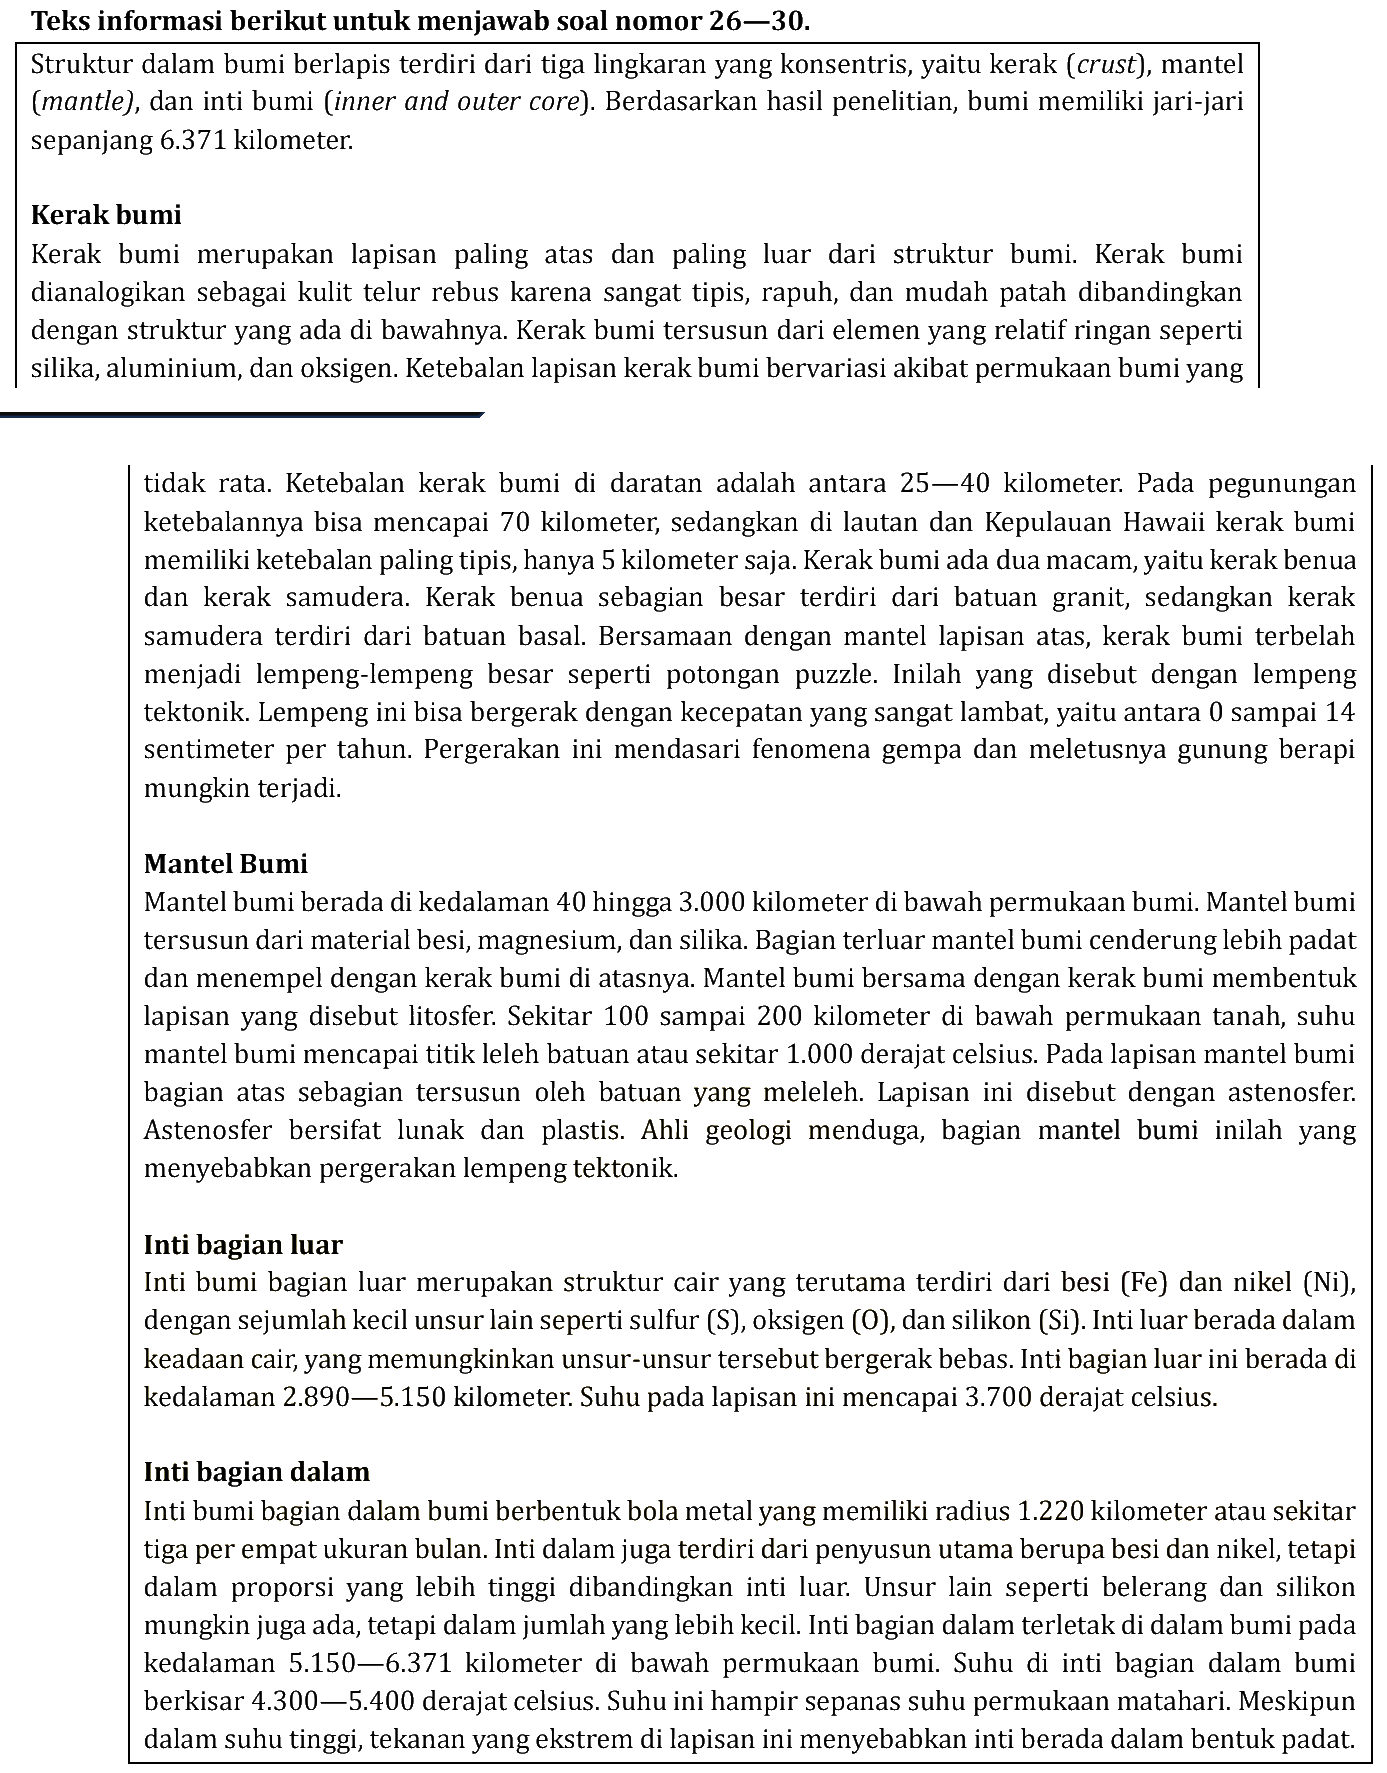 Teks informasi berikut untuk menjawab soal nomor 26—30.
Struktur dalam bumi berlapis terdiri dari tiga lingkaran yang konsentris, yaitu kerak (crust), mantel
(mantle), dan inti bumi (inner and outer core). Berdasarkan hasil penelitian, bumi memiliki jari-jari
sepanjang 6.371 kilometer.
Kerak bumi
Kerak bumi merupakan lapisan paling atas dan paling luar dari struktur bumi. Kerak bumi
dianalogikan sebagai kulit telur rebus karena sangat tipis, rapuh, dan mudah patah dibandingkan
dengan struktur yang ada di bawahnya. Kerak bumi tersusun dari elemen yang relatif ringan seperti
silika, aluminium, dan oksigen. Ketebalan lapisan kerak bumi bervariasi akibat permukaan bumi yang
tidak rata. Ketebalan kerak bumi di daratan adalah antara 25—40 kilometer. Pada pegunungan
ketebalannya bisa mencapai 70 kilometer, sedangkan di lautan dan Kepulauan Hawaii kerak bumi
memiliki ketebalan paling tipis, hanya 5 kilometer saja. Kerak bumi ada dua macam, yaitu kerak benua
dan kerak samudera. Kerak benua sebagian besar terdiri dari batuan granit, sedangkan kerak
samudera terdiri dari batuan basal. Bersamaan dengan mantel lapisan atas, kerak bumi terbelah
menjadi lempeng-lempeng besar seperti potongan puzzle. Inilah yang disebut dengan lempeng
tektonik. Lempeng ini bisa bergerak dengan kecepatan yang sangat lambat, yaitu antara 0 sampai 14
sentimeter per tahun. Pergerakan ini mendasari fenomena gempa dan meletusnya gunung berapi
mungkin terjadi.
Mantel Bumi
Mantel bumi berada di kedalaman 40 hingga 3.000 kilometer di bawah permukaan bumi. Mantel bumi
tersusun dari material besi, magnesium, dan silika. Bagian terluar mantel bumi cenderung lebih padat
dan menempel dengan kerak bumi di atasnya. Mantel bumi bersama dengan kerak bumi membentuk
lapisan yang disebut litosfer. Sekitar 100 sampai 200 kilometer di bawah permukaan tanah, suhu
mantel bumi mencapai titik leleh batuan atau sekitar 1.000 derajat celsius. Pada lapisan mantel bumi
bagian atas sebagian tersusun oleh batuan yang meleleh. Lapisan ini disebut dengan astenosfer.
Astenosfer bersifat lunak dan plastis. Ahli geologi menduga, bagian mantel bumi inilah yang
menyebabkan pergerakan lempeng tektonik.
Inti bagian luar
Inti bumi bagian luar merupakan struktur cair yang terutama terdiri dari besi (Fe) dan nikel (Ni),
dengan sejumlah kecil unsur lain seperti sulfur (S), oksigen (O), dan silikon (Si). Inti luar berada dalam
keadaan cair, yang memungkinkan unsur-unsur tersebut bergerak bebas. Inti bagian luar ini berada di
kedalaman 2.890—5.150 kilometer. Suhu pada lapisan ini mencapai 3.700 derajat celsius.
Inti bagian dalam
Inti bumi bagian dalam bumi berbentuk bola metal yang memiliki radius 1.220 kilometer atau sekitar
tiga per empat ukuran bulan. Inti dalam juga terdiri dari penyusun utama berupa besi dan nikel, tetapi
dalam proporsi yang lebih tinggi dibandingkan inti luar. Unsur lain seperti belerang dan silikon
mungkin juga ada, tetapi dalam jumlah yang lebih kecil. Inti bagian dalam terletak di dalam bumi pada
kedalaman 5.150—6.371 kilometer di bawah permukaan bumi. Suhu di inti bagian dalam bumi
berkisar 4.300—5.400 derajat celsius. Suhu ini hampir sepanas suhu permukaan matahari. Meskipun
dalam suhu tinggi, tekanan yang ekstrem di lapisan ini menyebabkan inti berada dalam bentuk padat.